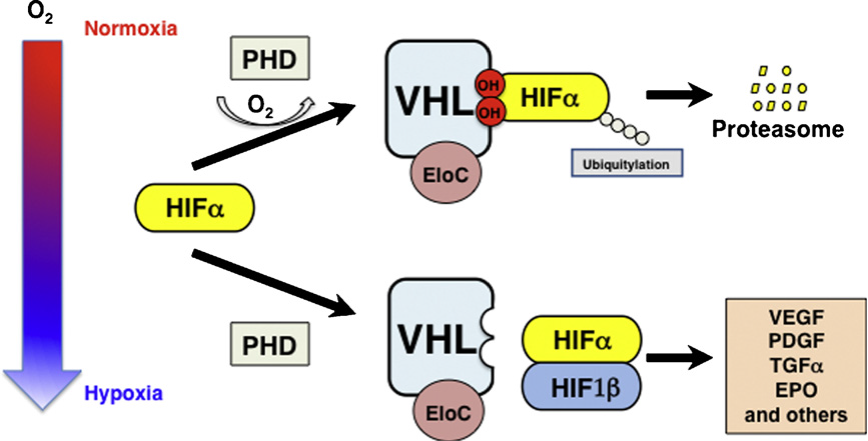 O₂
Normoxia
PHD
O₂
VHL
OH
OH
HIFα
EloC
Ubiquitylation
Proteasome
HIFα
PHD
VHL
EloC
HIFα
HIF1β
VEGF
PDGF
TGFα
EPO
and others
Hypoxia